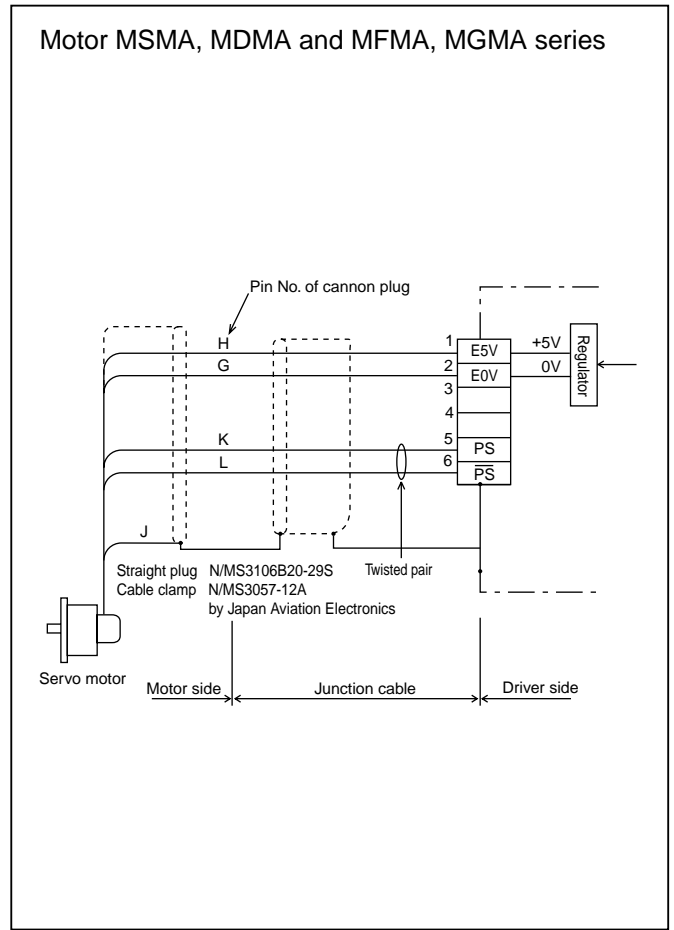 Motor MSMA, MDMA and MFMA, MGMA series
Pin No. of cannon plug
H
1
E5V
+5V
Regulator
G
2
E0V
0V
3
4
K
5
PS
L
6
P̅S̅
J
Straight plug N/MS3106B20-29S
Twisted pair
Cable clamp N/MS3057-12A
by Japan Aviation Electronics
Servo motor
Motor side
Junction cable
Driver side